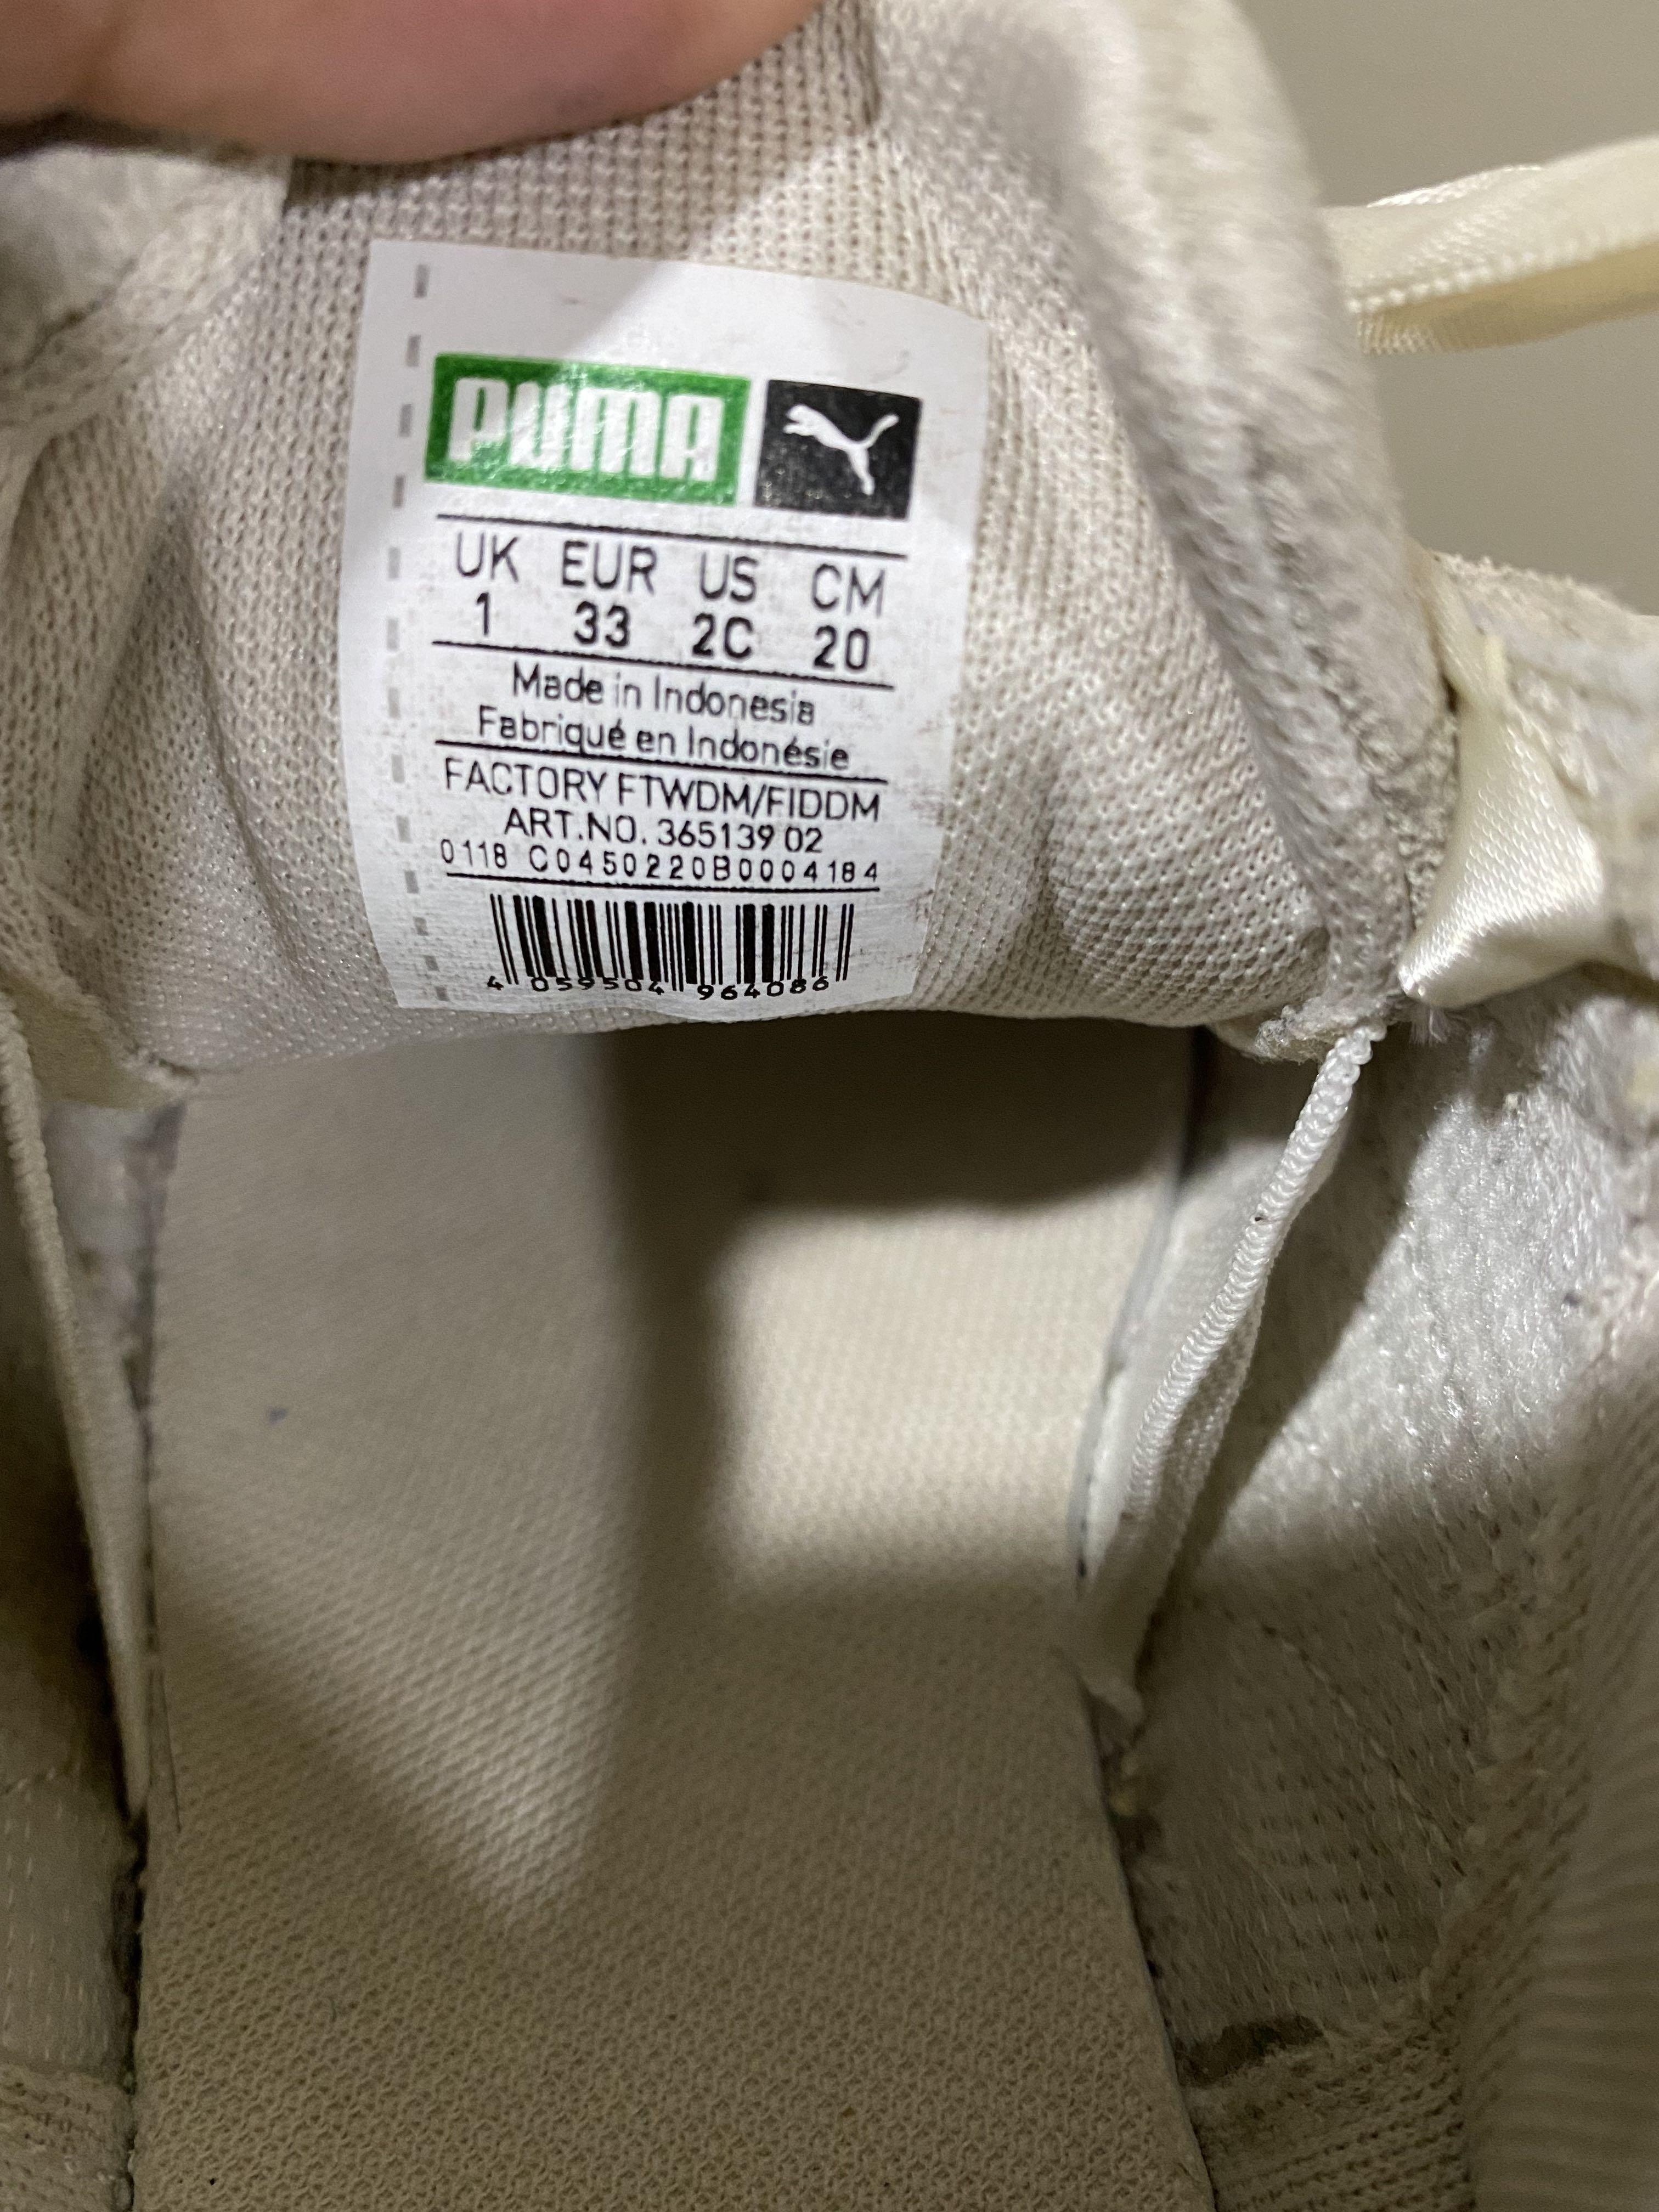 PUMA
UK EUR US CM
1 33 2C 20
Made in Indonesia
Fabriqué en Indonésie
FACTORY FTWDM/FIDDM
ART.NO. 365139 02
0118 C0450220B0004184
4 059504 964086